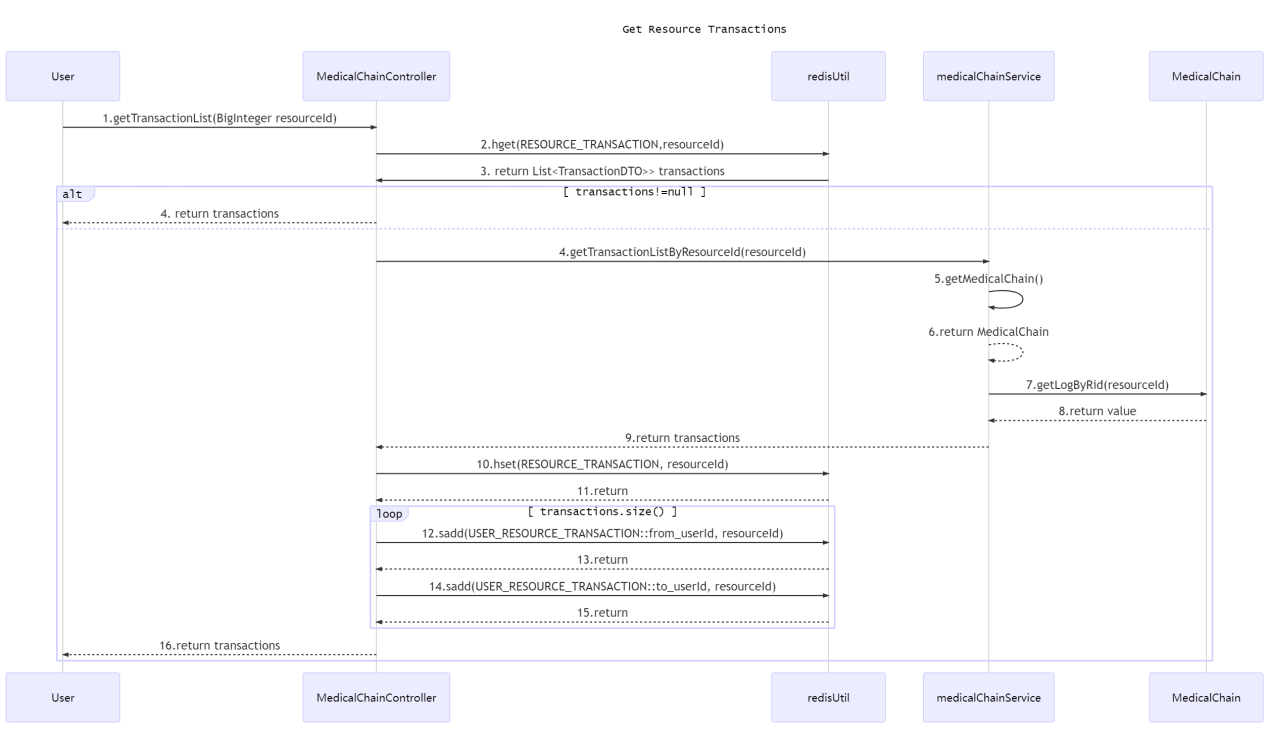 Get Resource Transactions
User MedicalChainController redisUtil medicalChainService MedicalChain
1.getTransactionList(BigInteger resourceId)
2.hget(RESOURCE_TRANSACTION,resourceId)
3. return List<TransactionDTO>> transactions
alt [ transactions!=null ]
4. return transactions
4.getTransactionListByResourceId(resourceId)
5.getMedicalChain()
6.return MedicalChain
7.getLogByRid(resourceId)
8.return value
9.return transactions
10.hset(RESOURCE_TRANSACTION, resourceId)
11.return
loop [ transactions.size() ]
12.sadd(USER_RESOURCE_TRANSACTION::from_userId, resourceId)
13.return
14.sadd(USER_RESOURCE_TRANSACTION::to_userId, resourceId)
15.return
16.return transactions
User MedicalChainController redisUtil medicalChainService MedicalChain